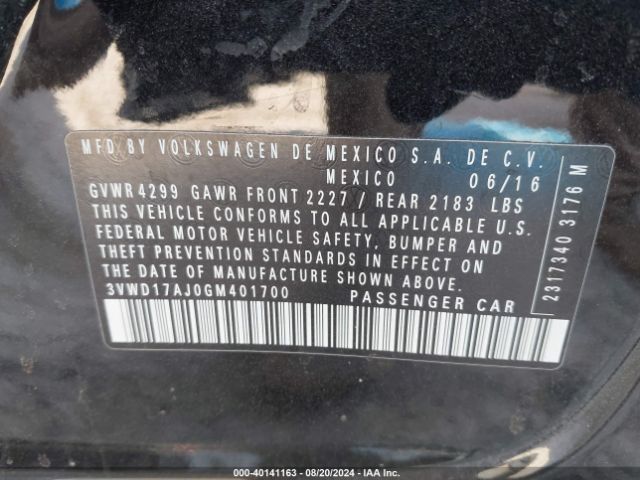 MFD BY VOLKSWAGEN DE MEXICO S.A. DE C.V.
MEXICO 06/16
GVWR 4299 GAWR FRONT 2227 / REAR 2183 LBS
THIS VEHICLE CONFORMS TO ALL APPLICABLE U.S.
FEDERAL MOTOR VEHICLE SAFETY, BUMPER AND
THEFT PREVENTION STANDARDS IN EFFECT ON
THE DATE OF MANUFACTURE SHOWN ABOVE.
3VWD17AJ0GM401700 PASSENGER CAR
2317340 3176 M
000-40141163 - 08/20/2024 - IAA Inc.